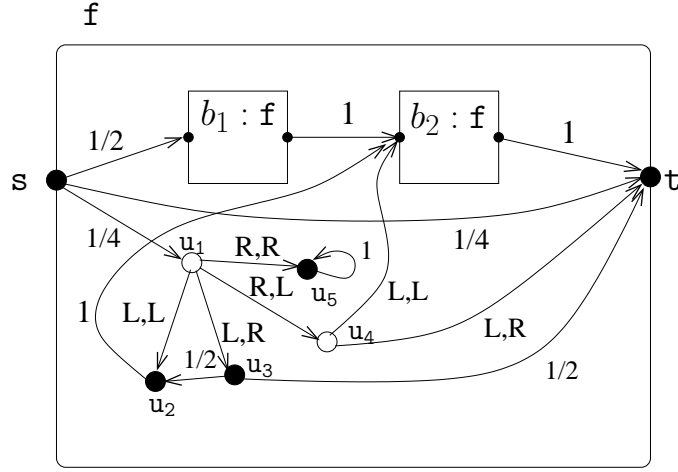 f
b₁ : f
1
b₂ : f
1
1/2
s
t
1/4
1/4
u₁
R,R
1
u₅
R,L
L,L
1
L,L
L,R
u₄
L,R
1/2
u₃
1/2
u₂